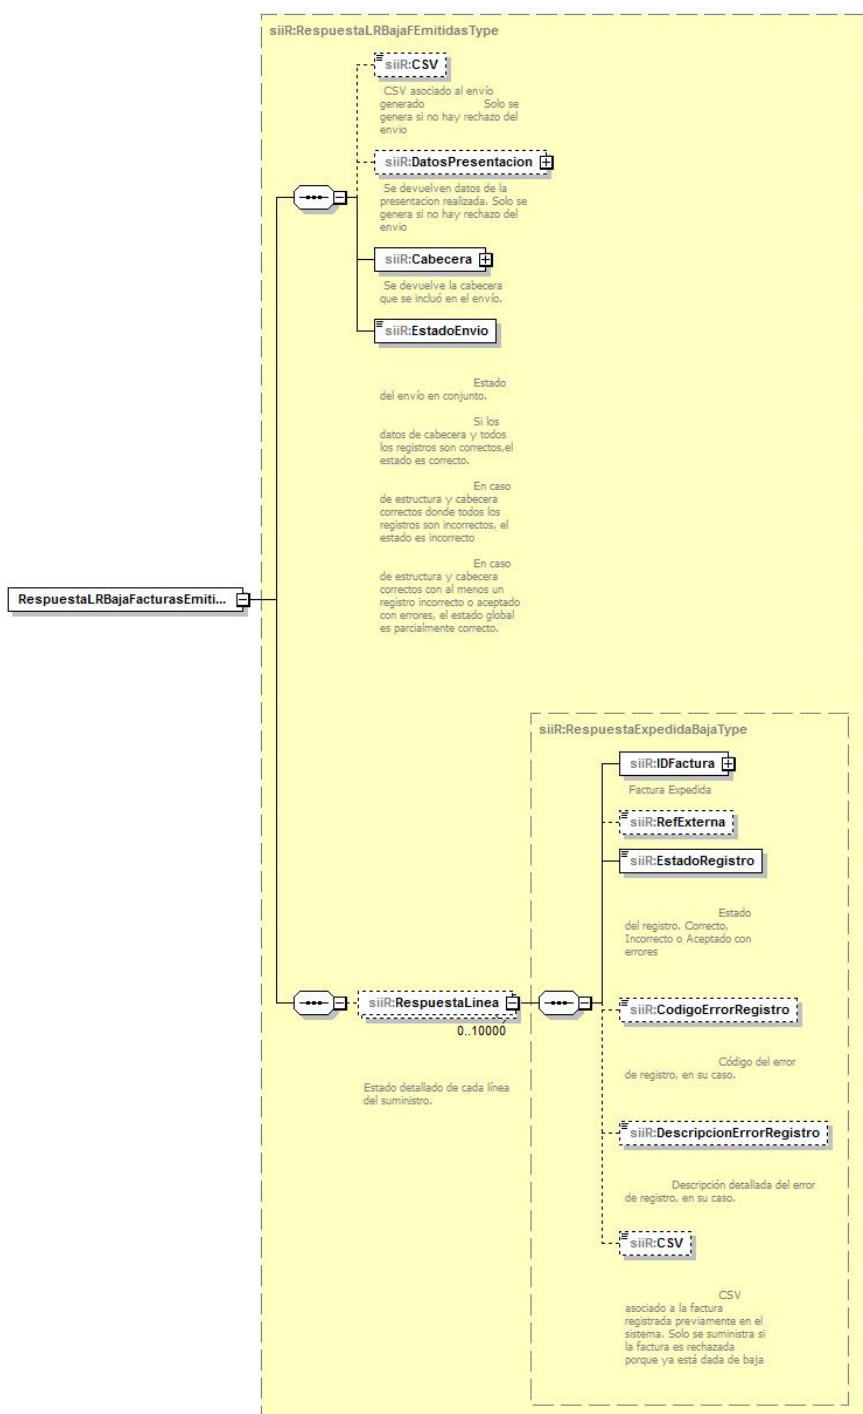 siiR:RespuestaLRBajaFEmitidasType
siiR:CSV
CSV asociado al envío
generado Solo se
genera si no hay rechazo del
envio
siiR:DatosPresentacion
Se devuelven datos de la
presentacion realizada. Solo se
genera si no hay rechazo del
envio
siiR:Cabecera
Se devuelve la cabecera
que se incluó en el envío.
siiR:EstadoEnvio
Estado
del envío en conjunto.
Si los
datos de cabecera y todos
los registros son correctos,el
estado es correcto.
En caso
de estructura y cabecera
correctos donde todos los
registros son incorrectos, el
estado es incorrecto
En caso
de estructura y cabecera
correctos con al menos un
registro incorrecto o aceptado
con errores, el estado global
es parcialmente correcto.
RespuestaLRBajaFacturasEmiti...
siiR:RespuestaExpedidaBajaType
siiR:IDFactura
Factura Expedida
siiR:RefExterna
siiR:EstadoRegistro
Estado
del registro. Correcto,
Incorrecto o Aceptado con
errores
siiR:RespuestaLinea
0..10000
Estado detallado de cada línea
del suministro.
siiR:CodigoErrorRegistro
Código del error
de registro, en su caso.
siiR:DescripcionErrorRegistro
Descripción detallada del error
de registro, en su caso.
siiR:CSV
CSV
asociado a la factura
registrada previamente en el
sistema. Solo se suministra si
la factura es rechazada
porque ya está dada de baja